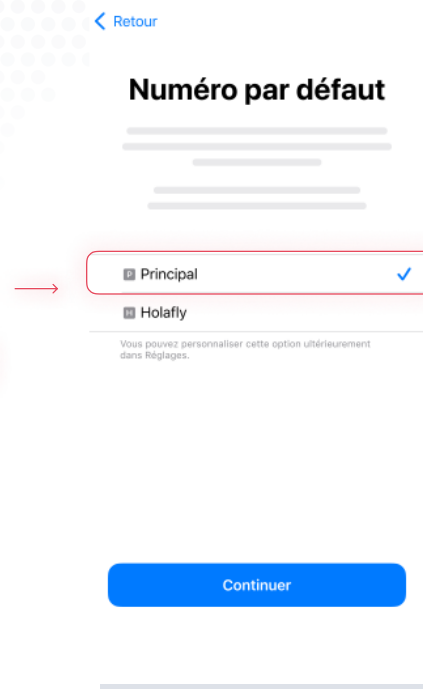 Retour
Numéro par défaut
P Principal
H Holafly
Vous pouvez personnaliser cette option ultérieurement
dans Réglages.
Continuer